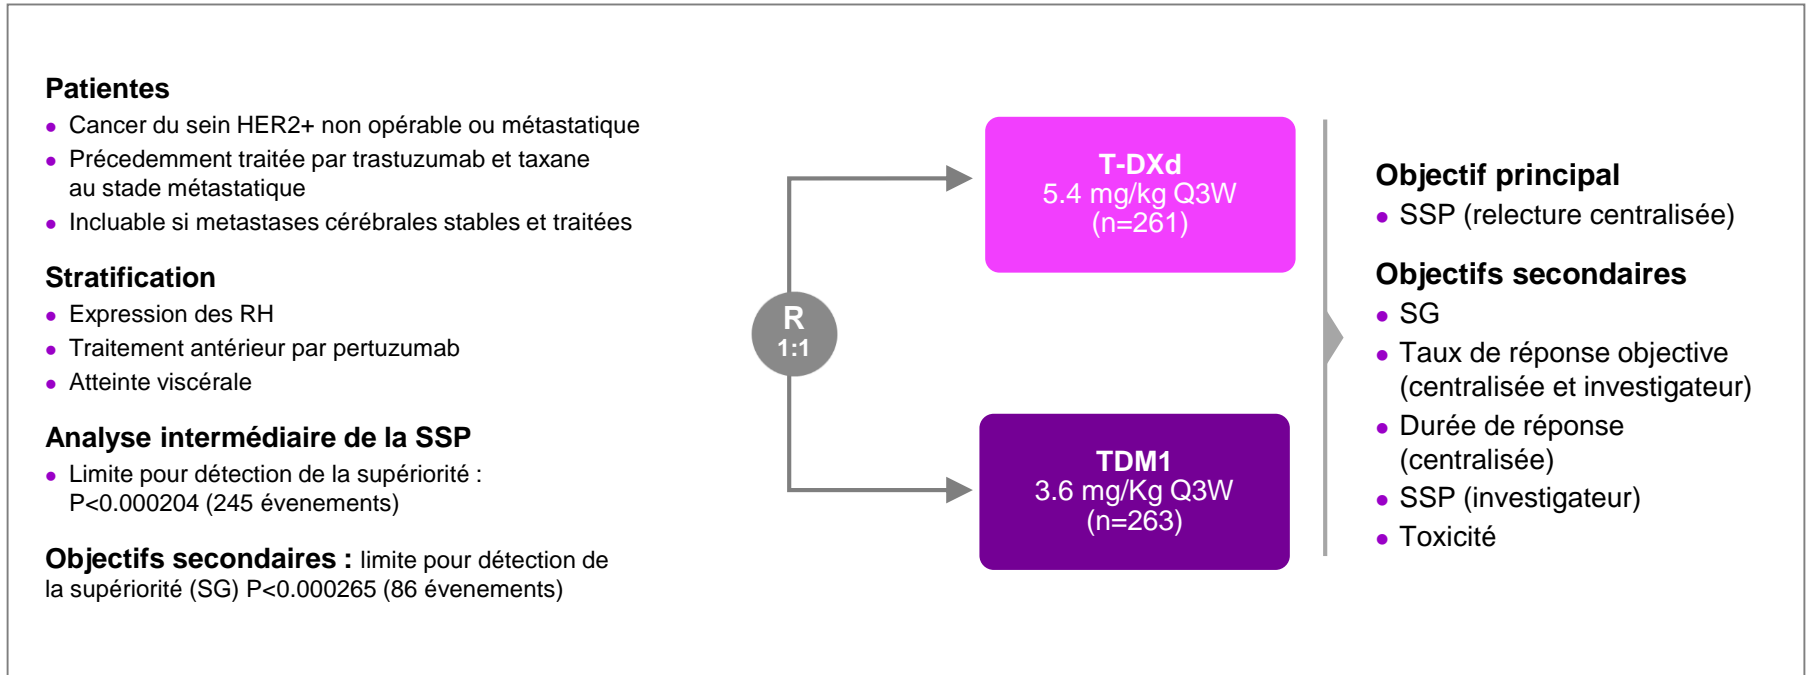 Patientes
• Cancer du sein HER2+ non opérable ou métastatique
• Précedemment traitée par trastuzumab et taxane
au stade métastatique
• Incluable si metastases cérébrales stables et traitées
Stratification
• Expression des RH
• Traitement antérieur par pertuzumab
• Atteinte viscérale
Analyse intermédiaire de la SSP
• Limite pour détection de la supériorité :
P<0.000204 (245 évenements)
Objectifs secondaires : limite pour détection de
la supériorité (SG) P<0.000265 (86 évenements)
R
1:1
T-DXd
5.4 mg/kg Q3W
(n=261)
TDM1
3.6 mg/Kg Q3W
(n=263)
Objectif principal
• SSP (relecture centralisée)
Objectifs secondaires
• SG
• Taux de réponse objective
(centralisée et investigateur)
• Durée de réponse
(centralisée)
• SSP (investigateur)
• Toxicité